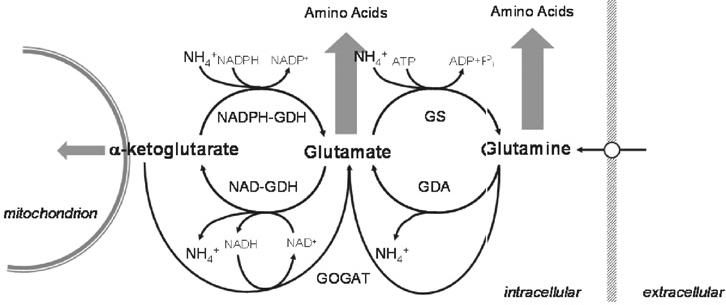 Amino Acids
Amino Acids
NH₄⁺ NADPH NADP⁺
NH₄⁺ ATP ADP+Pᵢ
NADPH-GDH
GS
α-ketoglutarate
Glutamate
Glutamine
NAD-GDH
GDA
mitochondrion
NH₄⁺ NADH NAD⁺
NH₄⁺
GOGAT
intracellular
extracellular